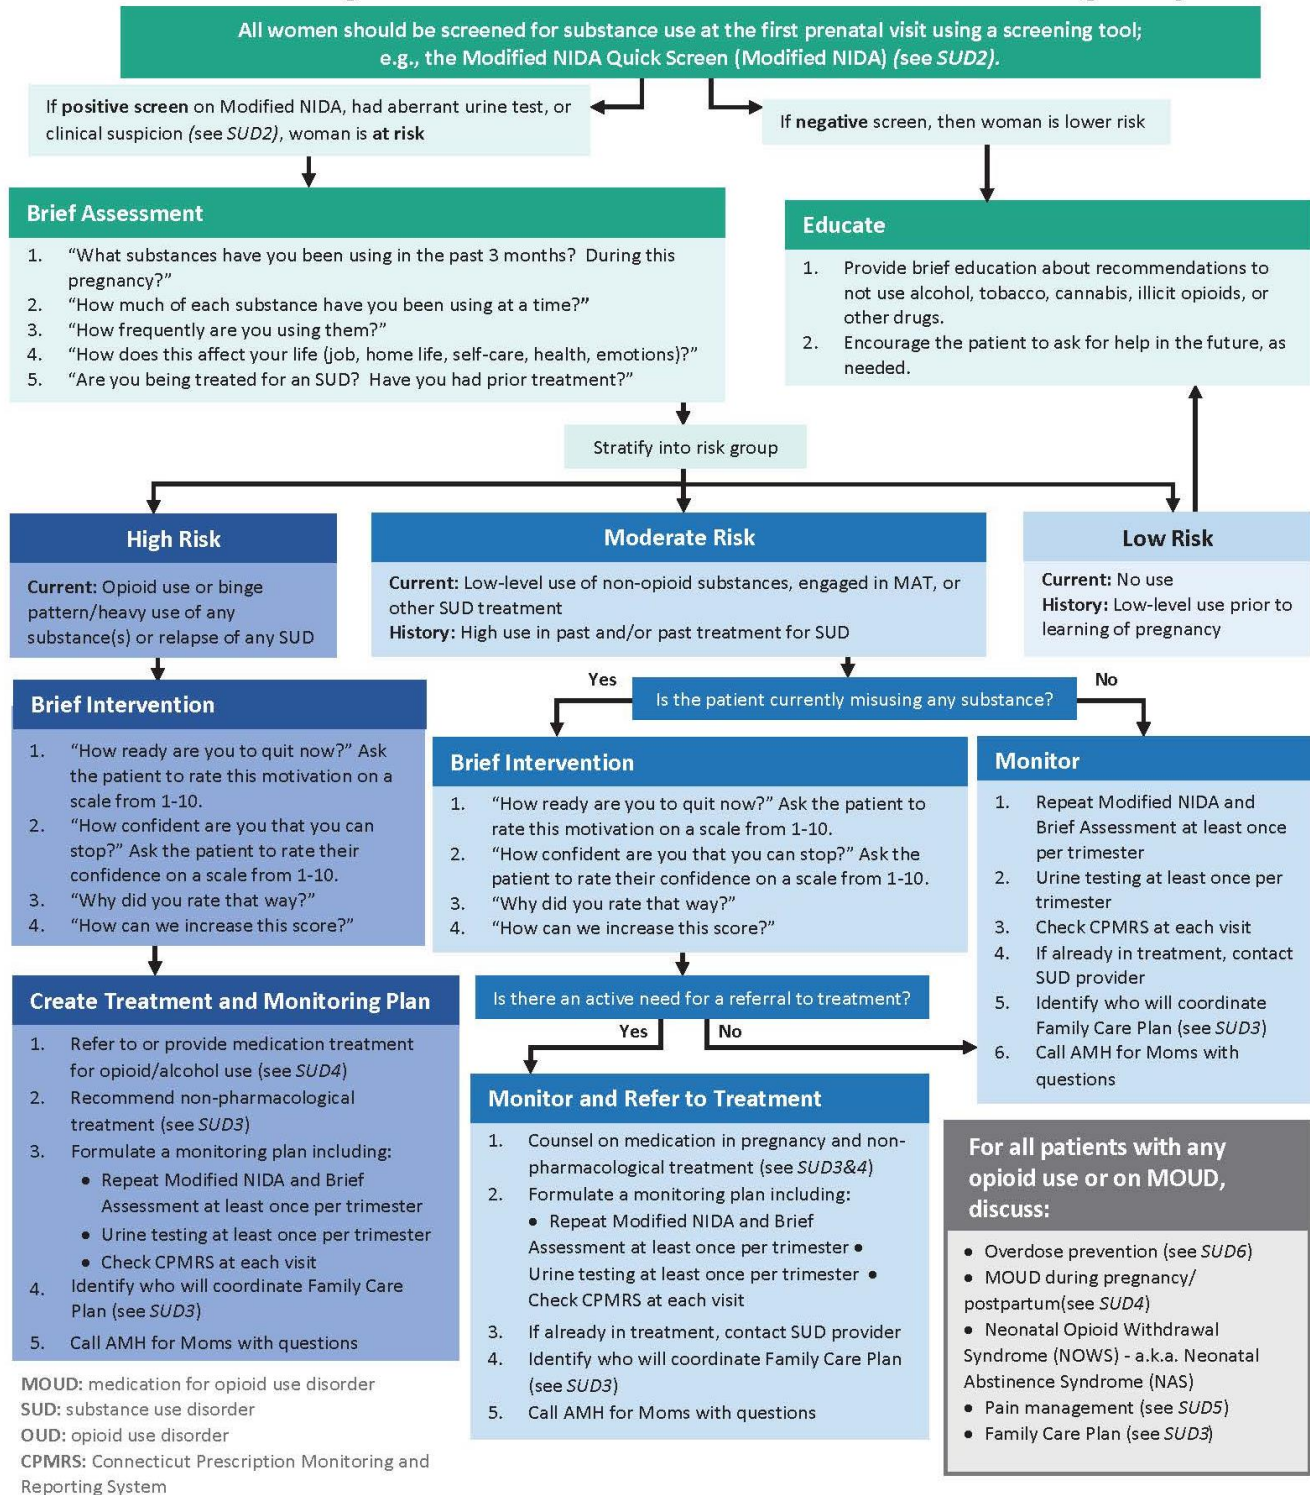 All women should be screened for substance use at the first prenatal visit using a screening tool;
e.g., the Modified NIDA Quick Screen (Modified NIDA) (see SUD2).
If positive screen on Modified NIDA, had aberrant urine test, or
clinical suspicion (see SUD2), woman is at risk
If negative screen, then woman is lower risk
Brief Assessment
1. “What substances have you been using in the past 3 months? During this
pregnancy?”
2. “How much of each substance have you been using at a time?”
3. “How frequently are you using them?”
4. “How does this affect your life (job, home life, self-care, health, emotions)?”
5. “Are you being treated for an SUD? Have you had prior treatment?”
Educate
1. Provide brief education about recommendations to
not use alcohol, tobacco, cannabis, illicit opioids, or
other drugs.
2. Encourage the patient to ask for help in the future, as
needed.
Stratify into risk group
High Risk
Current: Opioid use or binge
pattern/heavy use of any
substance(s) or relapse of any SUD
Moderate Risk
Current: Low-level use of non-opioid substances, engaged in MAT, or
other SUD treatment
History: High use in past and/or past treatment for SUD
Low Risk
Current: No use
History: Low-level use prior to
learning of pregnancy
Yes
Is the patient currently misusing any substance?
No
Brief Intervention
1. “How ready are you to quit now?” Ask
the patient to rate this motivation on a
scale from 1-10.
2. “How confident are you that you can
stop?” Ask the patient to rate their
confidence on a scale from 1-10.
3. “Why did you rate that way?”
4. “How can we increase this score?”
Brief Intervention
1. “How ready are you to quit now?” Ask the patient to
rate this motivation on a scale from 1-10.
2. “How confident are you that you can stop?” Ask the
patient to rate their confidence on a scale from 1-10.
3. “Why did you rate that way?”
4. “How can we increase this score?”
Monitor
1. Repeat Modified NIDA and
Brief Assessment at least once
per trimester
2. Urine testing at least once per
trimester
3. Check CPMRS at each visit
4. If already in treatment, contact
SUD provider
5. Identify who will coordinate
Family Care Plan (see SUD3)
6. Call AMH for Moms with
questions
Create Treatment and Monitoring Plan
1. Refer to or provide medication treatment
for opioid/alcohol use (see SUD4)
2. Recommend non-pharmacological
treatment (see SUD3)
3. Formulate a monitoring plan including:
● Repeat Modified NIDA and Brief
Assessment at least once per trimester
● Urine testing at least once per trimester
● Check CPMRS at each visit
4. Identify who will coordinate Family Care
Plan (see SUD3)
5. Call AMH for Moms with questions
Is there an active need for a referral to treatment?
Yes
No
Monitor and Refer to Treatment
1. Counsel on medication in pregnancy and non-
pharmacological treatment (see SUD3&4)
2. Formulate a monitoring plan including:
● Repeat Modified NIDA and Brief
Assessment at least once per trimester ●
Urine testing at least once per trimester ●
Check CPMRS at each visit
3. If already in treatment, contact SUD provider
4. Identify who will coordinate Family Care Plan
(see SUD3)
5. Call AMH for Moms with questions
For all patients with any
opioid use or on MOUD,
discuss:
● Overdose prevention (see SUD6)
● MOUD during pregnancy/
postpartum(see SUD4)
● Neonatal Opioid Withdrawal
Syndrome (NOWS) - a.k.a. Neonatal
Abstinence Syndrome (NAS)
● Pain management (see SUD5)
● Family Care Plan (see SUD3)
MOUD: medication for opioid use disorder
SUD: substance use disorder
OUD: opioid use disorder
CPMRS: Connecticut Prescription Monitoring and
Reporting System